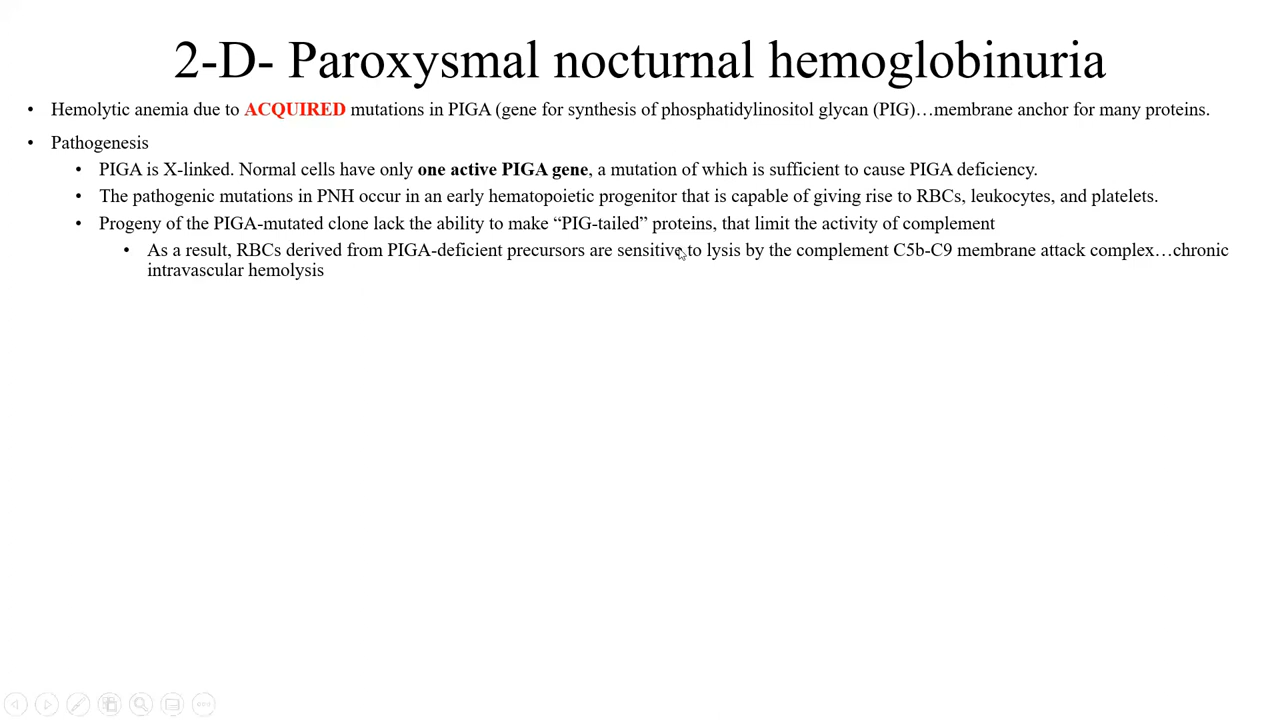 2-D- Paroxysmal nocturnal hemoglobinuria
• Hemolytic anemia due to ACQUIRED mutations in PIGA (gene for synthesis of phosphatidylinositol glycan (PIG)…membrane anchor for many proteins.
• Pathogenesis
• PIGA is X-linked. Normal cells have only one active PIGA gene, a mutation of which is sufficient to cause PIGA deficiency.
• The pathogenic mutations in PNH occur in an early hematopoietic progenitor that is capable of giving rise to RBCs, leukocytes, and platelets.
• Progeny of the PIGA-mutated clone lack the ability to make “PIG-tailed” proteins, that limit the activity of complement
• As a result, RBCs derived from PIGA-deficient precursors are sensitive to lysis by the complement C5b-C9 membrane attack complex…chronic
intravascular hemolysis